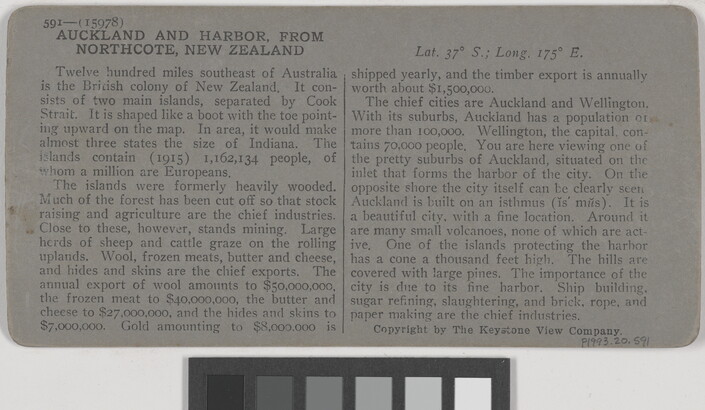 591—(15978)
AUCKLAND AND HARBOR, FROM
NORTHCOTE, NEW ZEALAND
Twelve hundred miles southeast of Australia
is the British colony of New Zealand. It con-
sists of two main islands, separated by Cook
Strait. It is shaped like a boot with the toe point-
ing upward on the map. In area, it would make
almost three states the size of Indiana. The
islands contain (1915) 1,162,134 people, of
whom a million are Europeans.
The islands were formerly heavily wooded.
Much of the forest has been cut off so that stock
raising and agriculture are the chief industries.
Close to these, however, stands mining. Large
herds of sheep and cattle graze on the rolling
uplands. Wool, frozen meats, butter and cheese,
and hides and skins are the chief exports. The
annual export of wool amounts to $50,000,000,
the frozen meat to $40,000,000, the butter and
cheese to $27,000,000, and the hides and skins to
$7,000,000. Gold amounting to $8,000,000 is
Lat. 37° S.; Long. 175° E.
shipped yearly, and the timber export is annually
worth about $1,500,000.
The chief cities are Auckland and Wellington.
With its suburbs, Auckland has a population of
more than 100,000. Wellington, the capital, con-
tains 70,000 people. You are here viewing one of
the pretty suburbs of Auckland, situated on the
inlet that forms the harbor of the city. On the
opposite shore the city itself can be clearly seen
Auckland is built on an isthmus (ĭs' mŭs). It is
a beautiful city, with a fine location. Around it
are many small volcanoes, none of which are act-
ive. One of the islands protecting the harbor
has a cone a thousand feet high. The hills are
covered with large pines. The importance of the
city is due to its fine harbor. Ship building,
sugar refining, slaughtering, and brick, rope, and
paper making are the chief industries.
Copyright by The Keystone View Company.
P1993.20.591